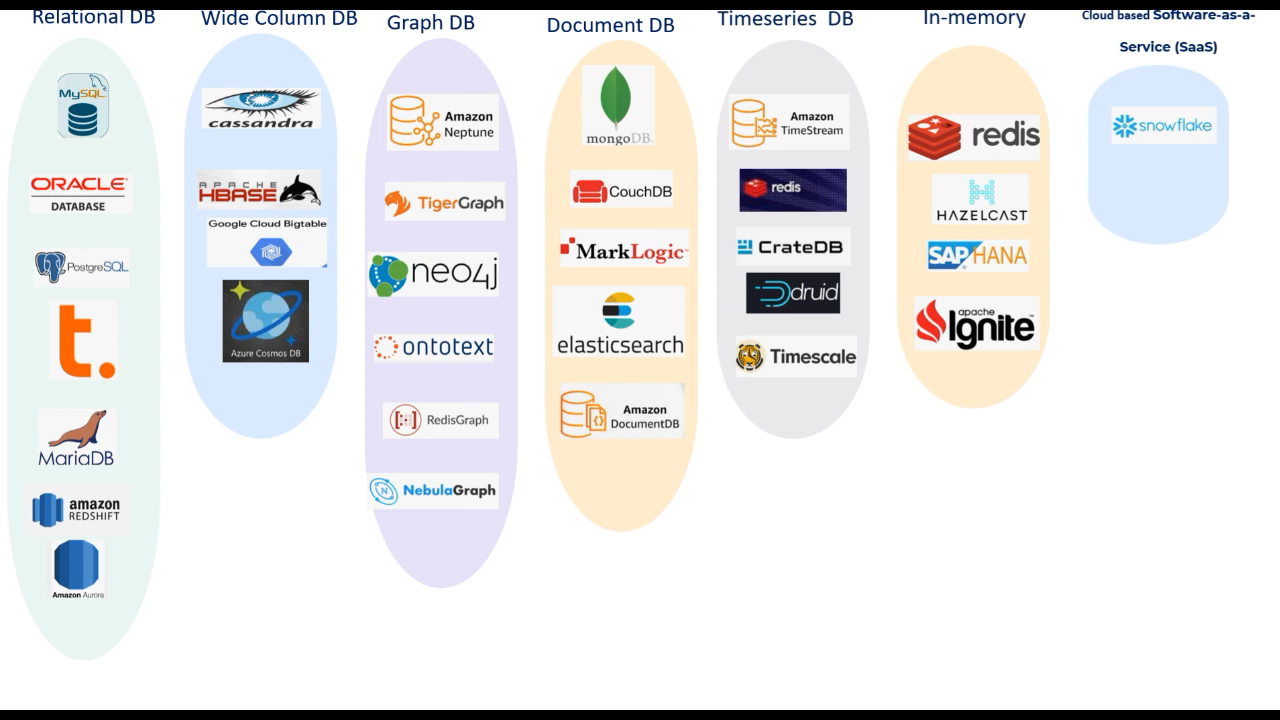 Relational DB
MySQL
ORACLE
DATABASE
PostgreSQL
t.
MariaDB
amazon
REDSHIFT
Amazon Aurora
Wide Column DB
cassandra
APACHE
HBASE
Google Cloud Bigtable
Azure Cosmos DB
Graph DB
Amazon
Neptune
TigerGraph
neo4j
ontotext
RedisGraph
N
NebulaGraph
Document DB
mongoDB.
CouchDB
MarkLogic
elasticsearch
Amazon
DocumentDB
Timeseries DB
Amazon
TimeStream
redis
CrateDB
druid
Timescale
In-memory
redis
HAZELCAST
SAP HANA
apache
Ignite™
Cloud based Software-as-a-
Service (SaaS)
snowflake